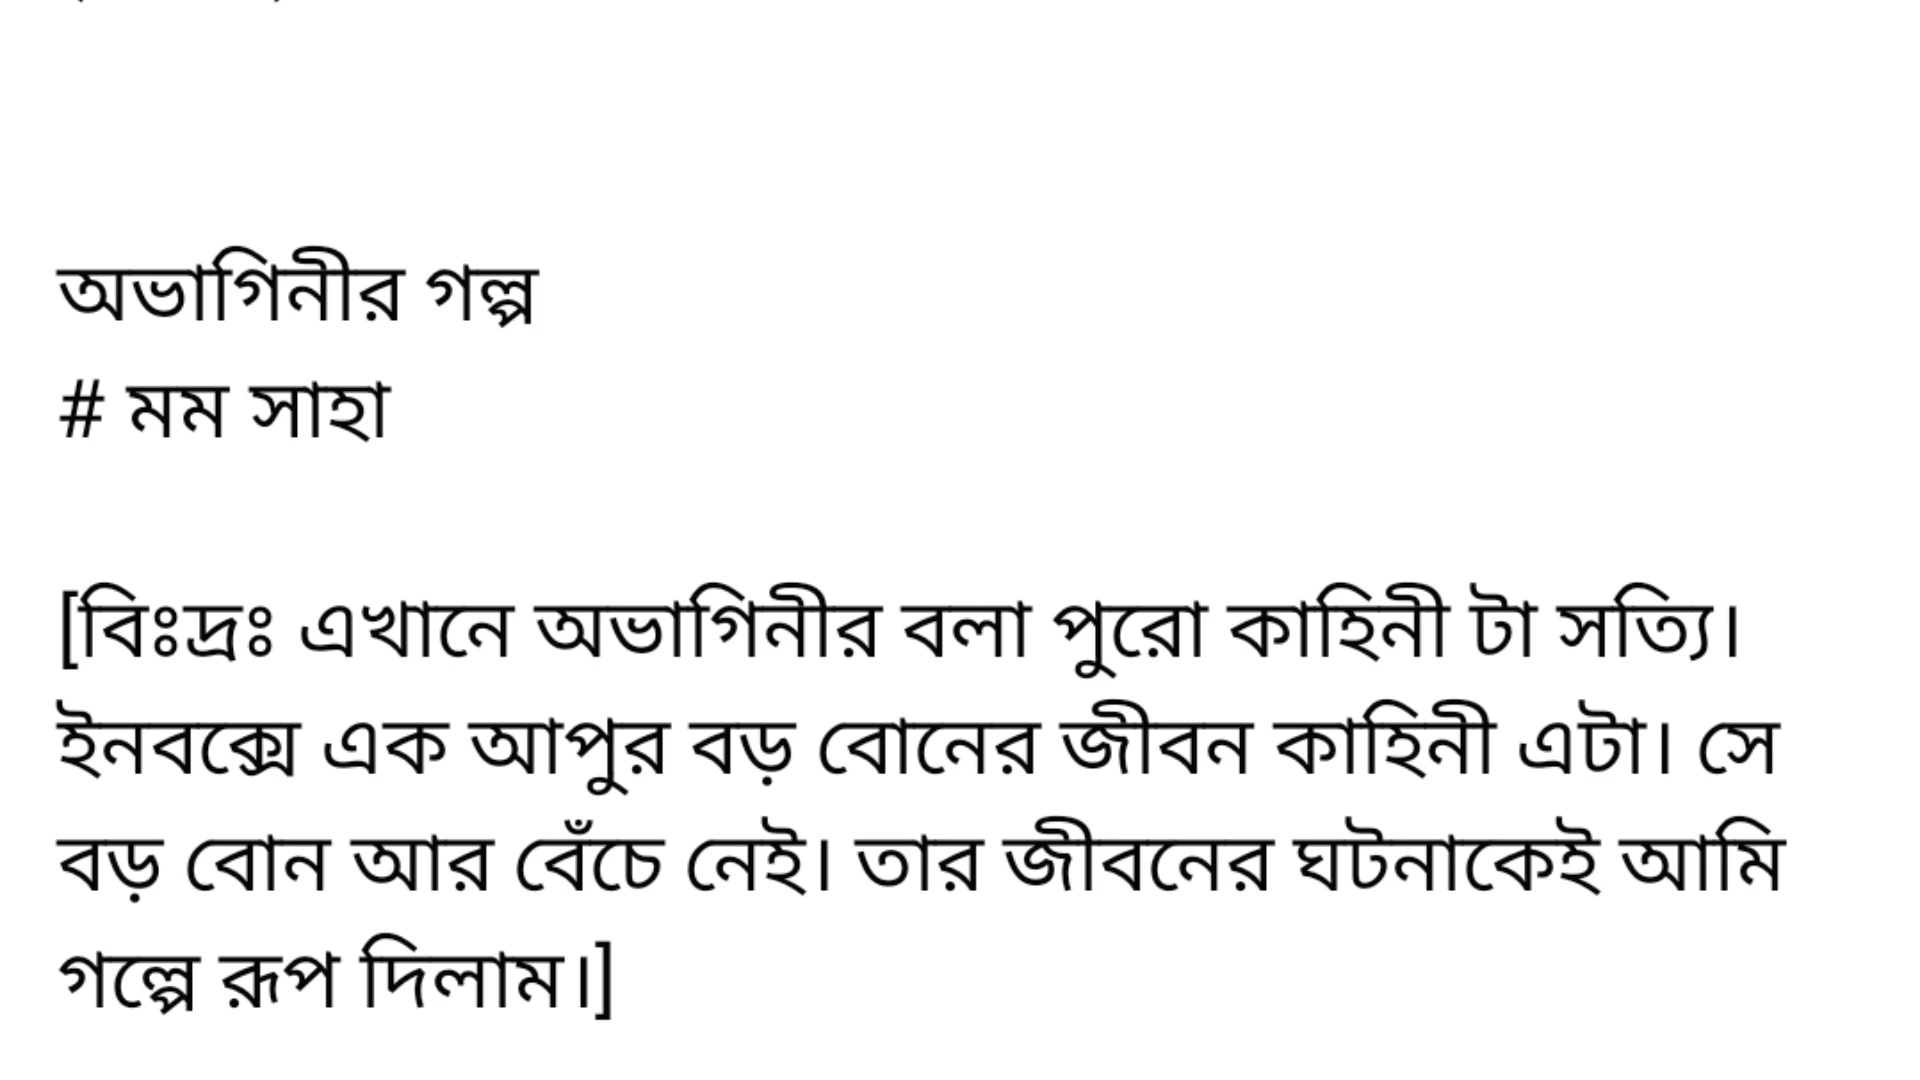 অভাগিনীর গল্প
# মম সাহা
[বিঃদ্রঃ এখানে অভাগিনীর বলা পুরো কাহিনী টা সত্যি।
ইনবক্সে এক আপুর বড় বোনের জীবন কাহিনী এটা। সে
বড় বোন আর বেঁচে নেই। তার জীবনের ঘটনাকেই আমি
গল্পে রূপ দিলাম।]